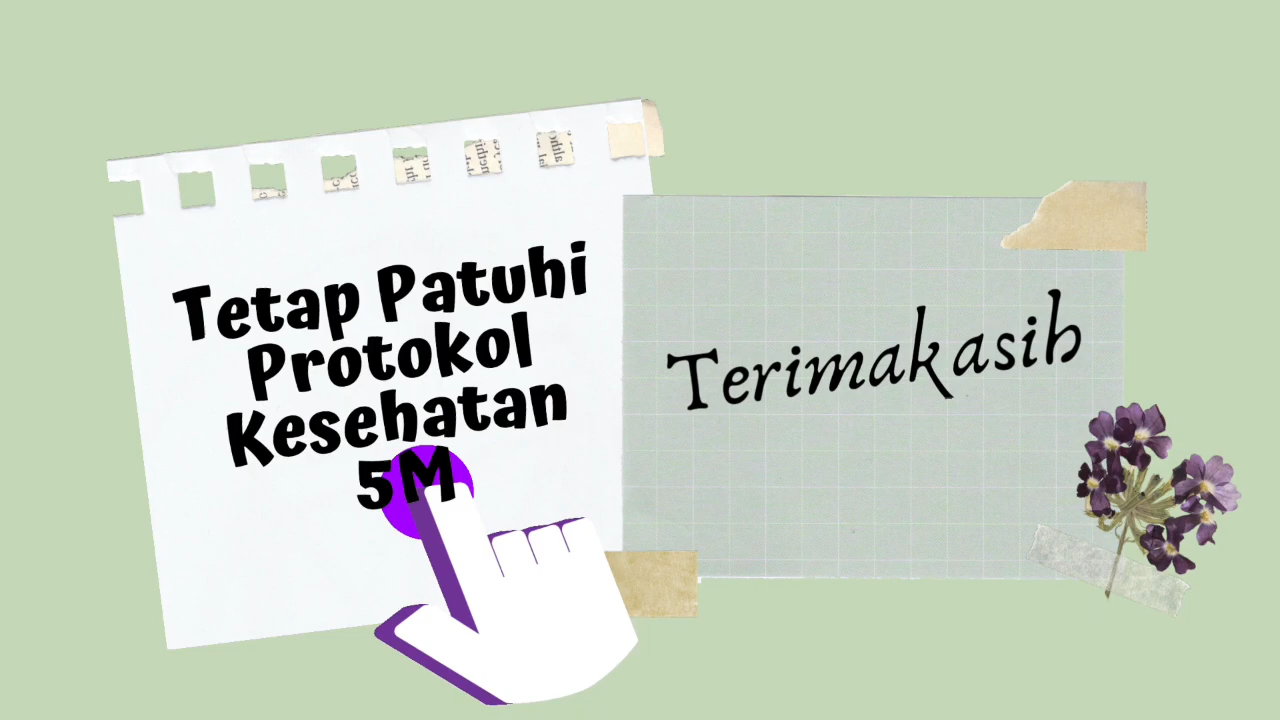 Tetap Patuhi
Protokol
Kesehatan
5M
Terimakasih